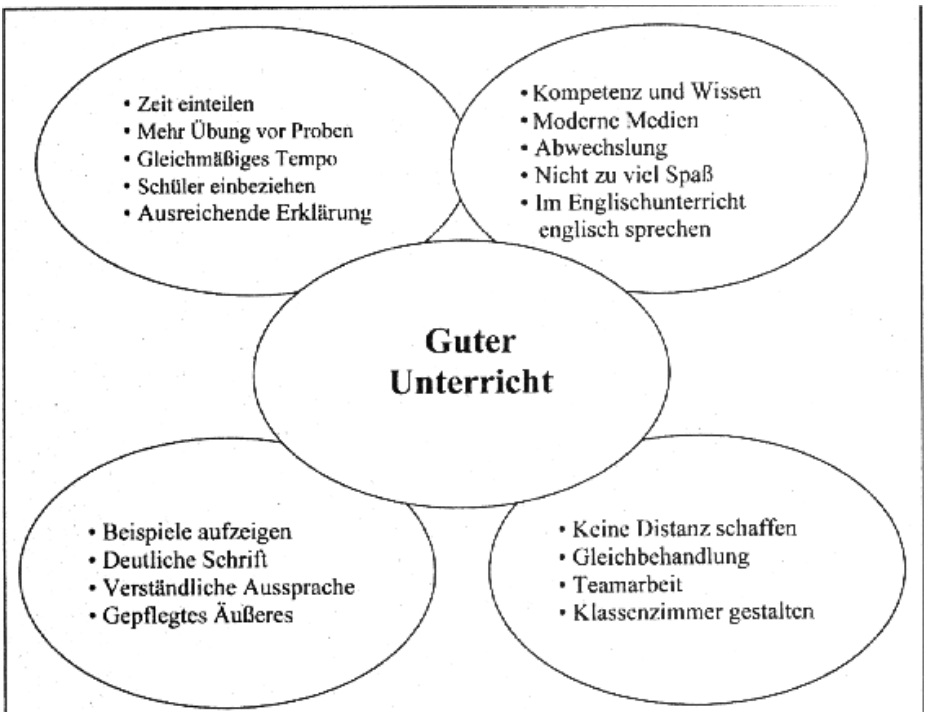 • Zeit einteilen
• Mehr Übung vor Proben
• Gleichmäßiges Tempo
• Schüler einbeziehen
• Ausreichende Erklärung
• Kompetenz und Wissen
• Moderne Medien
• Abwechslung
• Nicht zu viel Spaß
• Im Englischunterricht
englisch sprechen
Guter
Unterricht
• Beispiele aufzeigen
• Deutliche Schrift
• Verständliche Aussprache
• Gepflegtes Äußeres
• Keine Distanz schaffen
• Gleichbehandlung
• Teamarbeit
• Klassenzimmer gestalten